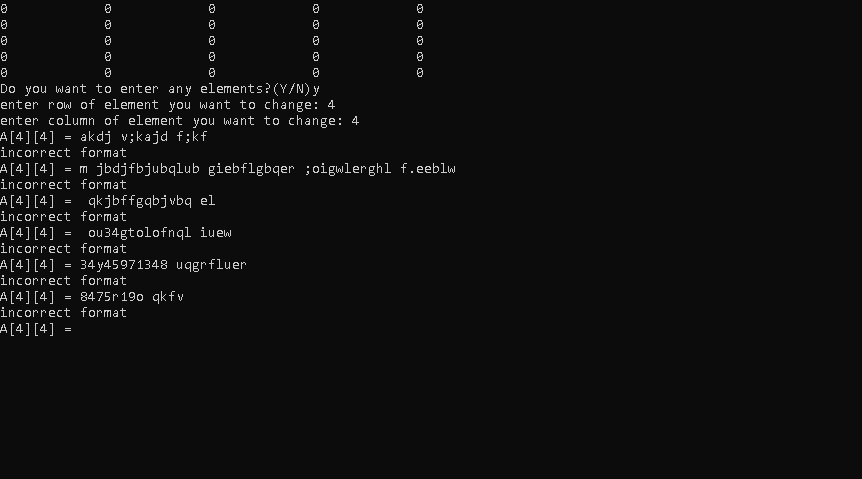 0 0 0 0 0
0 0 0 0 0
0 0 0 0 0
0 0 0 0 0
0 0 0 0 0
Do you want to enter any elements?(Y/N)y
enter row of element you want to change: 4
enter column of element you want to change: 4
A[4][4] = akdj v;kajd f;kf
incorrect format
A[4][4] = m jbdjfbjubqlub giebflgbqer ;oigwlerghl f.eeblw
incorrect format
A[4][4] =  qkjbffgqbjvbq el
incorrect format
A[4][4] =  ou34gtolofnql iuew
incorrect format
A[4][4] = 34y45971348 uqgrfluer
incorrect format
A[4][4] = 8475r19o qkfv
incorrect format
A[4][4] =